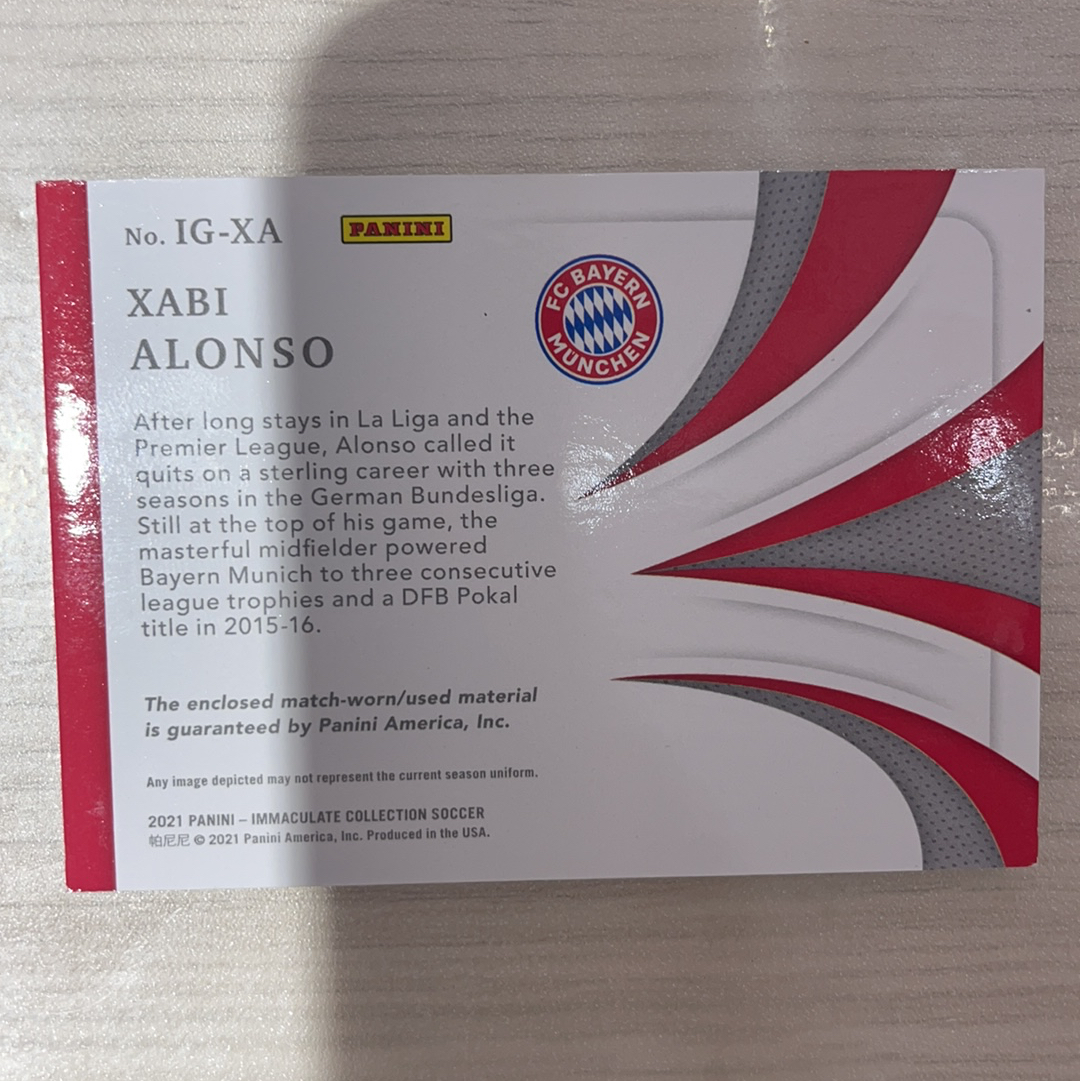 No. IG-XA
PANINI
XABI
ALONSO
FC BAYERN
MÜNCHEN
After long stays in La Liga and the
Premier League, Alonso called it
quits on a sterling career with three
seasons in the German Bundesliga.
Still at the top of his game, the
masterful midfielder powered
Bayern Munich to three consecutive
league trophies and a DFB Pokal
title in 2015-16.
The enclosed match-worn/used material
is guaranteed by Panini America, Inc.
Any image depicted may not represent the current season uniform.
2021 PANINI – IMMACULATE COLLECTION SOCCER
帕尼尼 © 2021 Panini America, Inc. Produced in the USA.